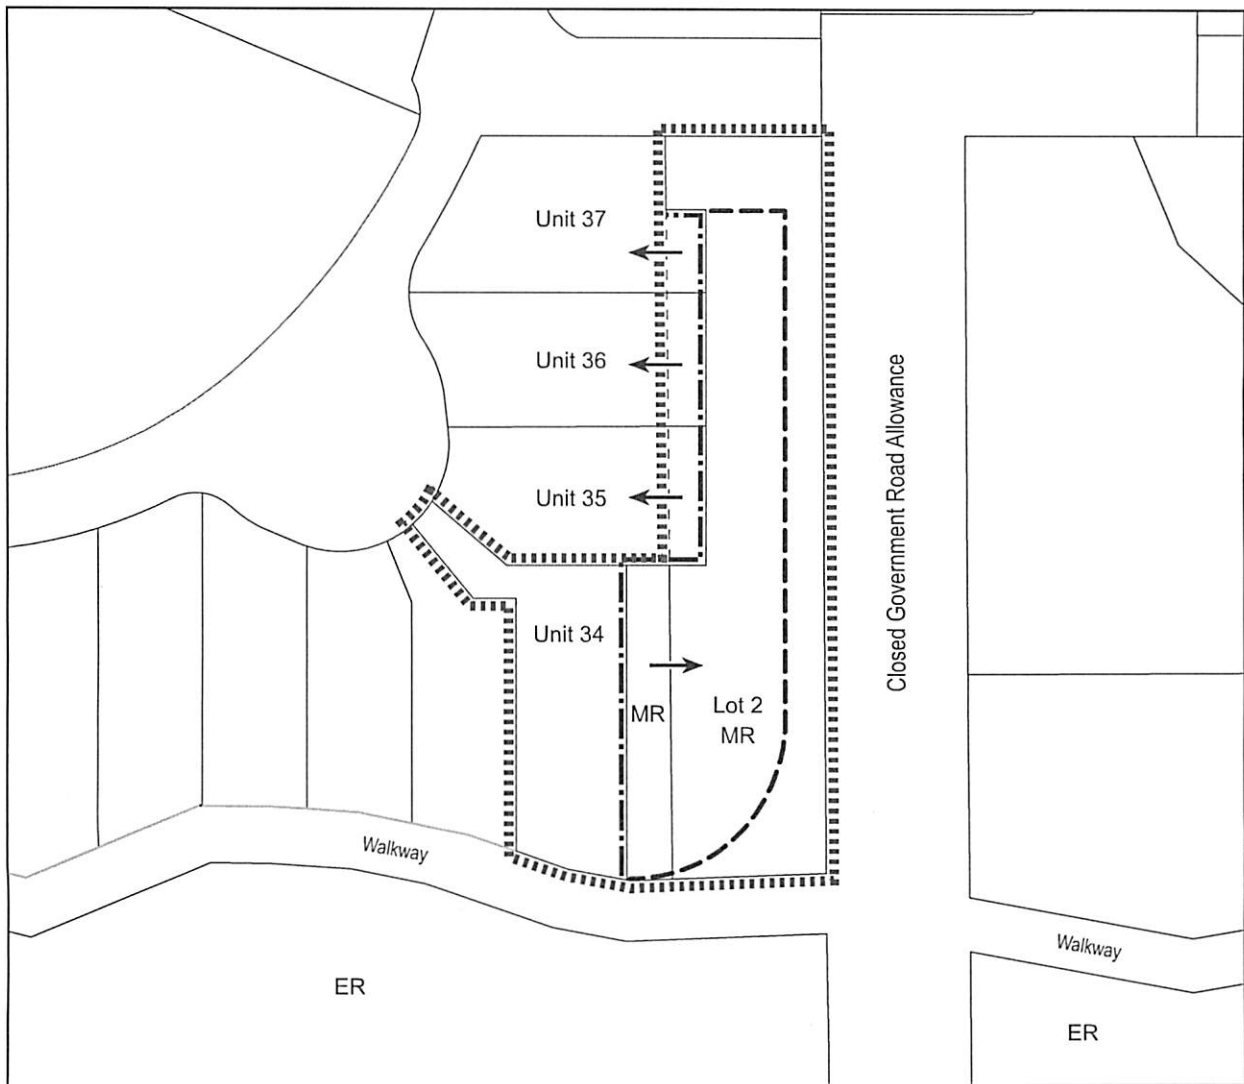 Unit 37
Unit 36
Closed Government Road Allowance
Unit 35
Unit 34
MR
Lot 2
MR
Walkway
Walkway
ER
ER